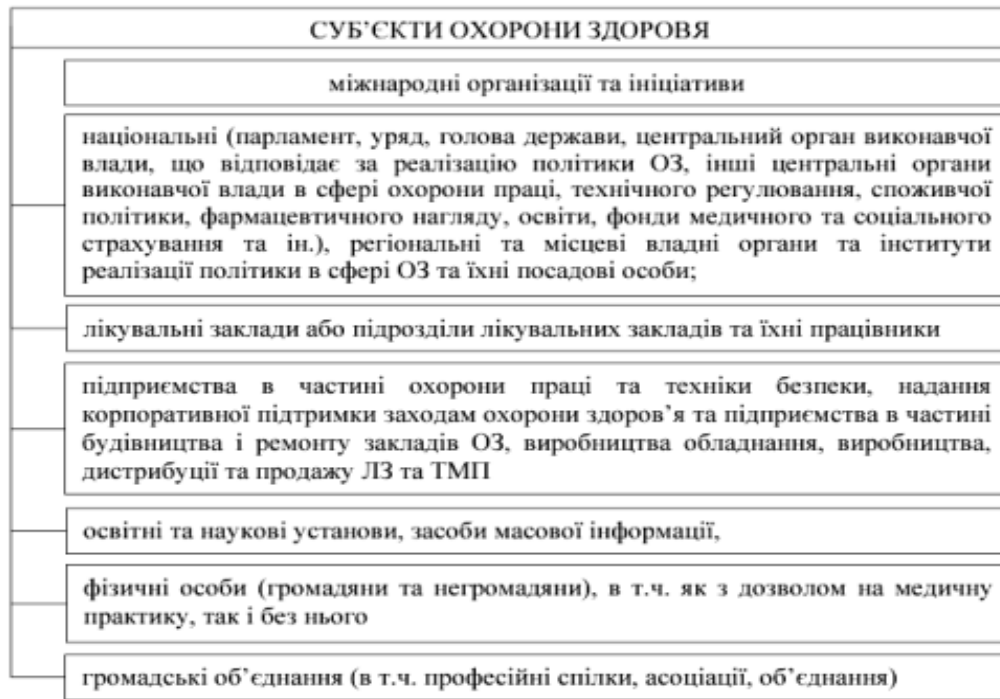 СУБ’ЄКТИ ОХОРОНИ ЗДОРОВЯ
міжнародні організації та ініціативи
національні (парламент, уряд, голова держави, центральний орган виконавчої
влади, що відповідає за реалізацію політики ОЗ, інші центральні органи
виконавчої влади в сфері охорони праці, технічного регулювання, споживчої
політики, фармацевтичного нагляду, освіти, фонди медичного та соціального
страхування та ін.), регіональні та місцеві владні органи та інститути
реалізації політики в сфері ОЗ та їхні посадові особи;
лікувальні заклади або підрозділи лікувальних закладів та їхні працівники
підприємства в частині охорони праці та техніки безпеки, надання
корпоративної підтримки заходам охорони здоров’я та підприємства в частині
будівництва і ремонту закладів ОЗ, виробництва обладнання, виробництва,
дистрибуції та продажу ЛЗ та ТМП
освітні та наукові установи, засоби масової інформації,
фізичні особи (громадяни та негромадяни), в т.ч. як з дозволом на медичну
практику, так і без нього
громадські об’єднання (в т.ч. професійні спілки, асоціації, об’єднання)